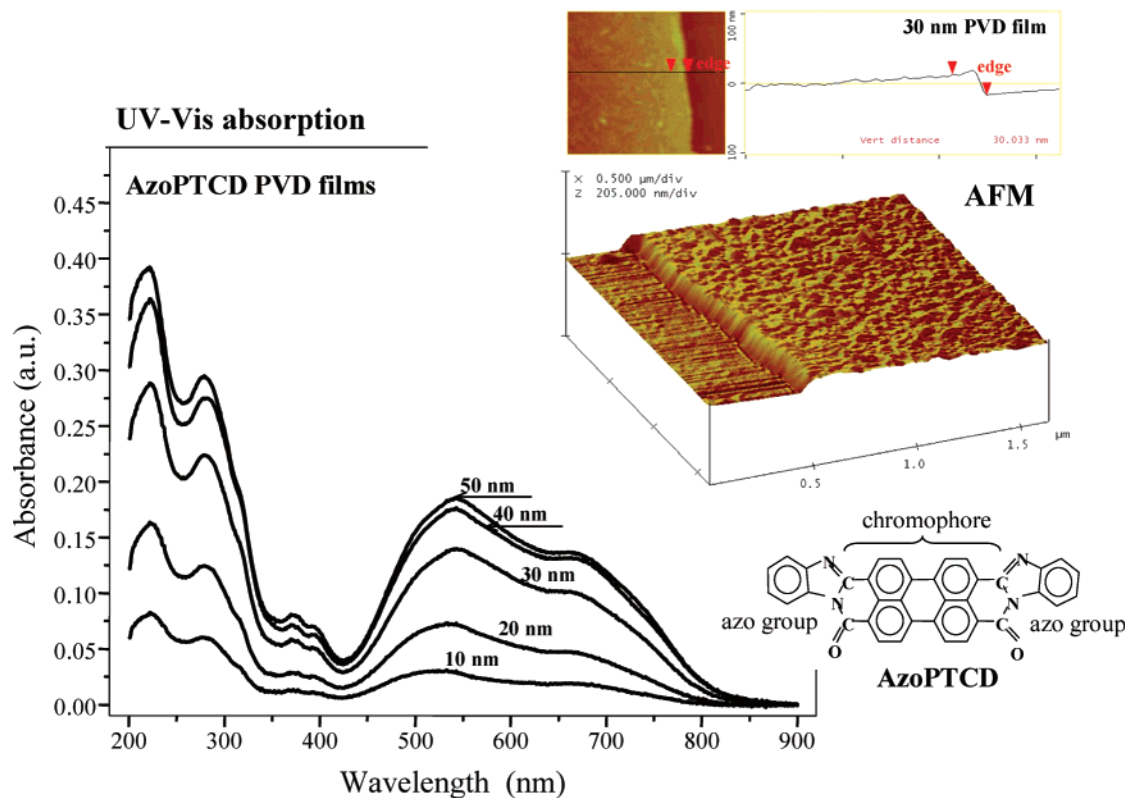 UV-Vis absorption
AzoPTCD PVD films
Absorbance (a.u.)
0.45
0.40
0.35
0.30
0.25
0.20
0.15
0.10
0.05
0.00
50 nm
40 nm
30 nm
20 nm
10 nm
200 300 400 500 600 700 800 900
Wavelength (nm)
edge
100 nm
0
100
30 nm PVD film
edge
Vert distance 30.033 nm
X 0.500 µm/div
Z 205.000 nm/div
AFM
0.5
1.0
1.5
µm
chromophore
N
C
N
C
O
C
N
N
C
O
azo group
azo group
AzoPTCD